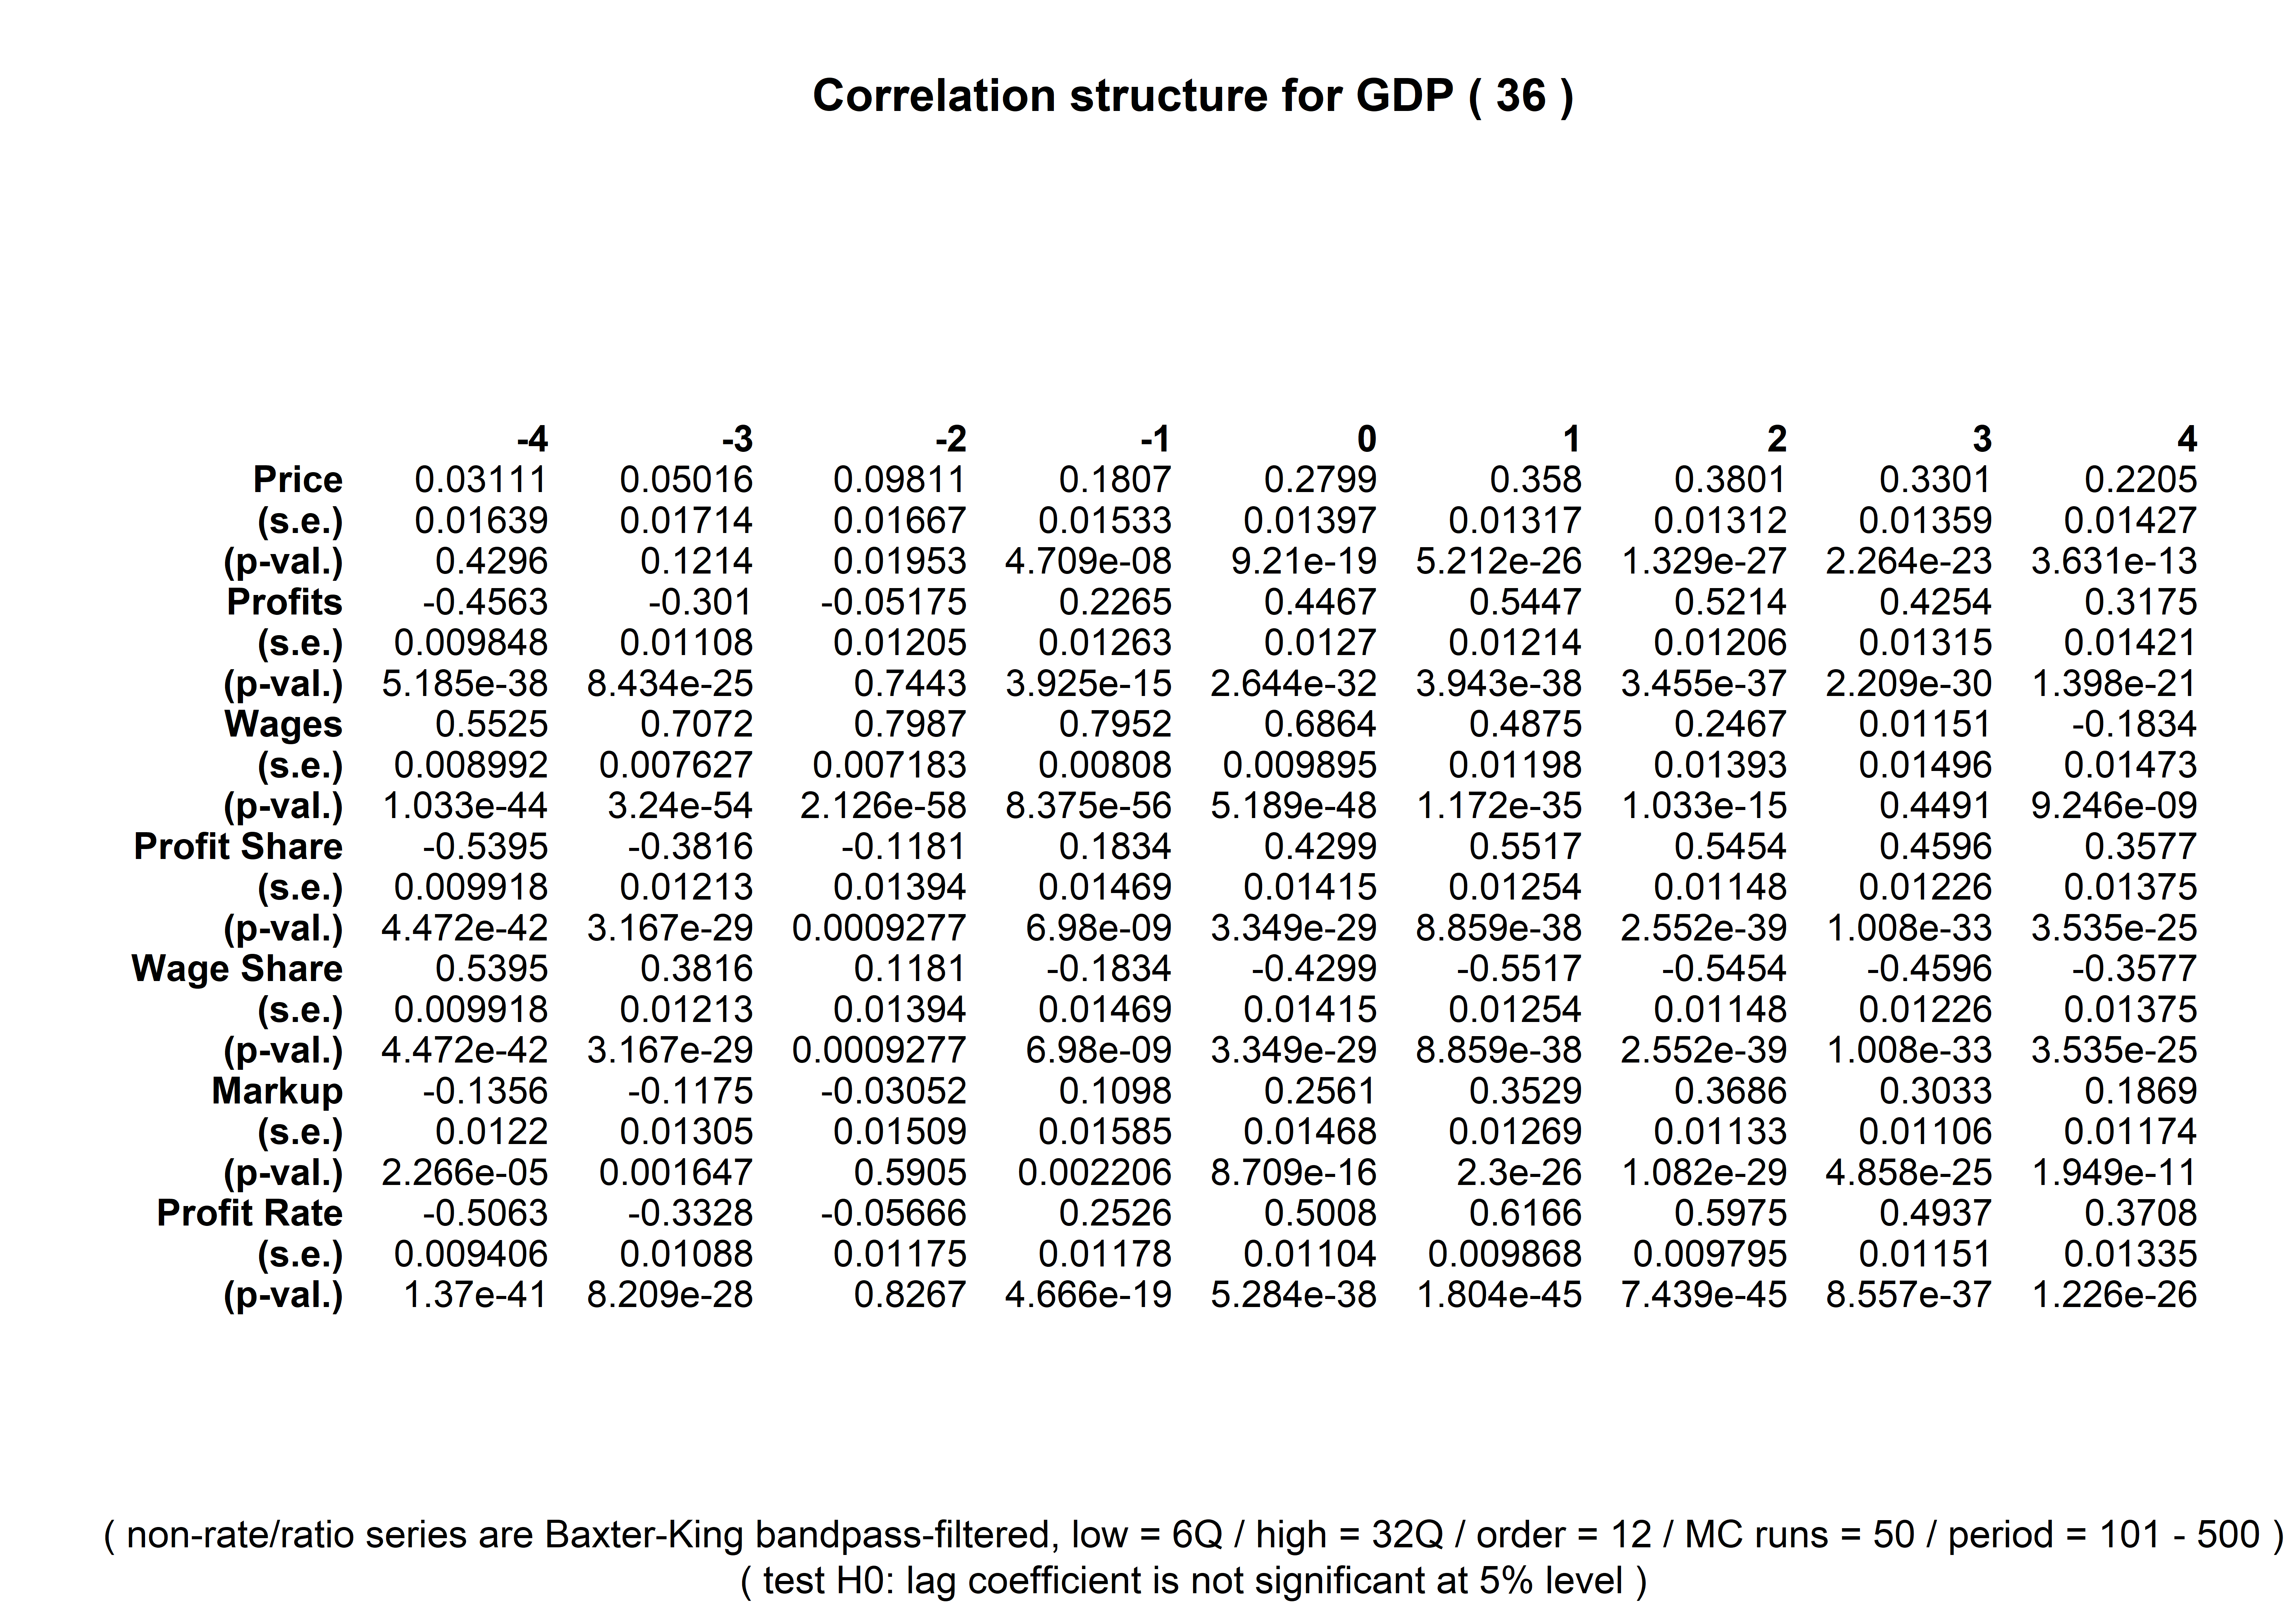 Correlation structure for GDP ( 36 )
-4 -3 -2 -1 0 1 2 3 4
Price 0.03111 0.05016 0.09811 0.1807 0.2799 0.358 0.3801 0.3301 0.2205
(s.e.) 0.01639 0.01714 0.01667 0.01533 0.01397 0.01317 0.01312 0.01359 0.01427
(p-val.) 0.4296 0.1214 0.01953 4.709e-08 9.21e-19 5.212e-26 1.329e-27 2.264e-23 3.631e-13
Profits -0.4563 -0.301 -0.05175 0.2265 0.4467 0.5447 0.5214 0.4254 0.3175
(s.e.) 0.009848 0.01108 0.01205 0.01263 0.0127 0.01214 0.01206 0.01315 0.01421
(p-val.) 5.185e-38 8.434e-25 0.7443 3.925e-15 2.644e-32 3.943e-38 3.455e-37 2.209e-30 1.398e-21
Wages 0.5525 0.7072 0.7987 0.7952 0.6864 0.4875 0.2467 0.01151 -0.1834
(s.e.) 0.008992 0.007627 0.007183 0.00808 0.009895 0.01198 0.01393 0.01496 0.01473
(p-val.) 1.033e-44 3.24e-54 2.126e-58 8.375e-56 5.189e-48 1.172e-35 1.033e-15 0.4491 9.246e-09
Profit Share -0.5395 -0.3816 -0.1181 0.1834 0.4299 0.5517 0.5454 0.4596 0.3577
(s.e.) 0.009918 0.01213 0.01394 0.01469 0.01415 0.01254 0.01148 0.01226 0.01375
(p-val.) 4.472e-42 3.167e-29 0.0009277 6.98e-09 3.349e-29 8.859e-38 2.552e-39 1.008e-33 3.535e-25
Wage Share 0.5395 0.3816 0.1181 -0.1834 -0.4299 -0.5517 -0.5454 -0.4596 -0.3577
(s.e.) 0.009918 0.01213 0.01394 0.01469 0.01415 0.01254 0.01148 0.01226 0.01375
(p-val.) 4.472e-42 3.167e-29 0.0009277 6.98e-09 3.349e-29 8.859e-38 2.552e-39 1.008e-33 3.535e-25
Markup -0.1356 -0.1175 -0.03052 0.1098 0.2561 0.3529 0.3686 0.3033 0.1869
(s.e.) 0.0122 0.01305 0.01509 0.01585 0.01468 0.01269 0.01133 0.01106 0.01174
(p-val.) 2.266e-05 0.001647 0.5905 0.002206 8.709e-16 2.3e-26 1.082e-29 4.858e-25 1.949e-11
Profit Rate -0.5063 -0.3328 -0.05666 0.2526 0.5008 0.6166 0.5975 0.4937 0.3708
(s.e.) 0.009406 0.01088 0.01175 0.01178 0.01104 0.009868 0.009795 0.01151 0.01335
(p-val.) 1.37e-41 8.209e-28 0.8267 4.666e-19 5.284e-38 1.804e-45 7.439e-45 8.557e-37 1.226e-26
( non-rate/ratio series are Baxter-King bandpass-filtered, low = 6Q / high = 32Q / order = 12 / MC runs = 50 / period = 101 - 500 )
( test H0: lag coefficient is not significant at 5% level )